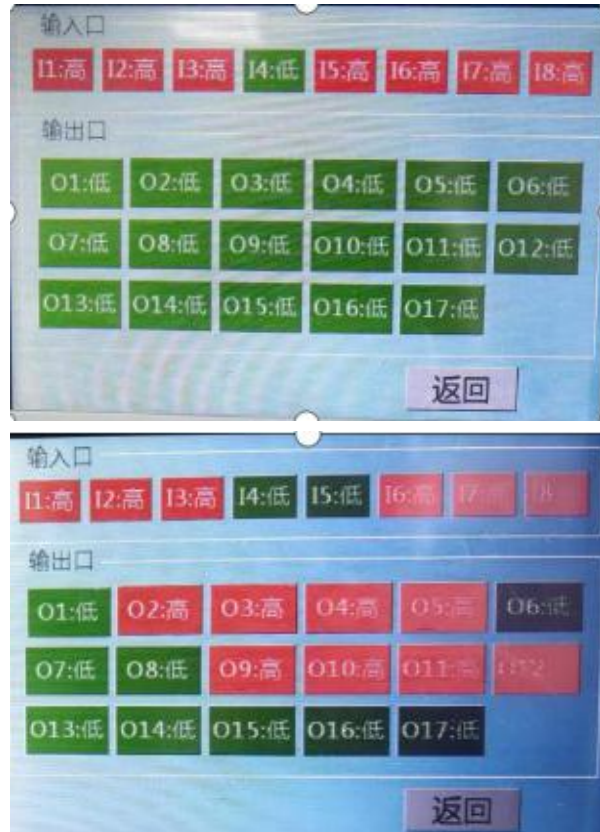 输入口
I1:高 I2:高 I3:高 I4:低 I5:高 I6:高 I7:高 I8:高
输出口
O1:低 O2:低 O3:低 O4:低 O5:低 O6:低
O7:低 O8:低 O9:低 O10:低 O11:低 O12:低
O13:低 O14:低 O15:低 O16:低 O17:低
返回
输入口
I1:高 I2:高 I3:高 I4:低 I5:低 I6:高
输出口
O1:低 O2:高 O3:高 O4:高 O5:高 O6:低
O7:低 O8:低 O9:高 O10:高 O11:高
O13:低 O14:低 O15:低 O16:低 O17:低
返回